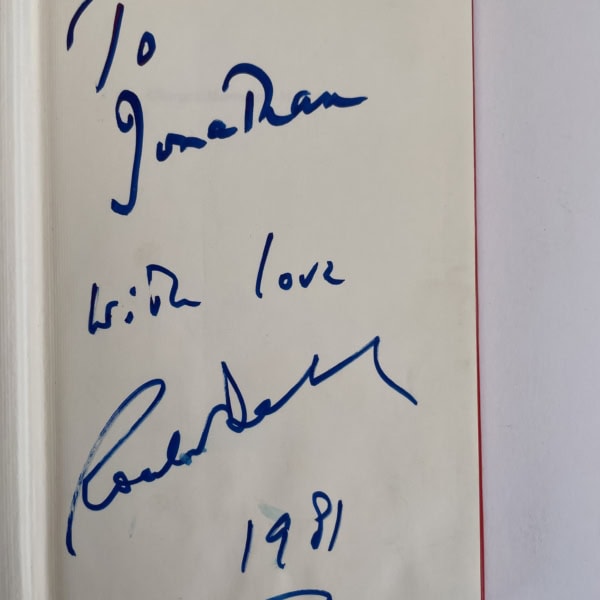 To
Jonathan
with love
Roald Dahl
1981